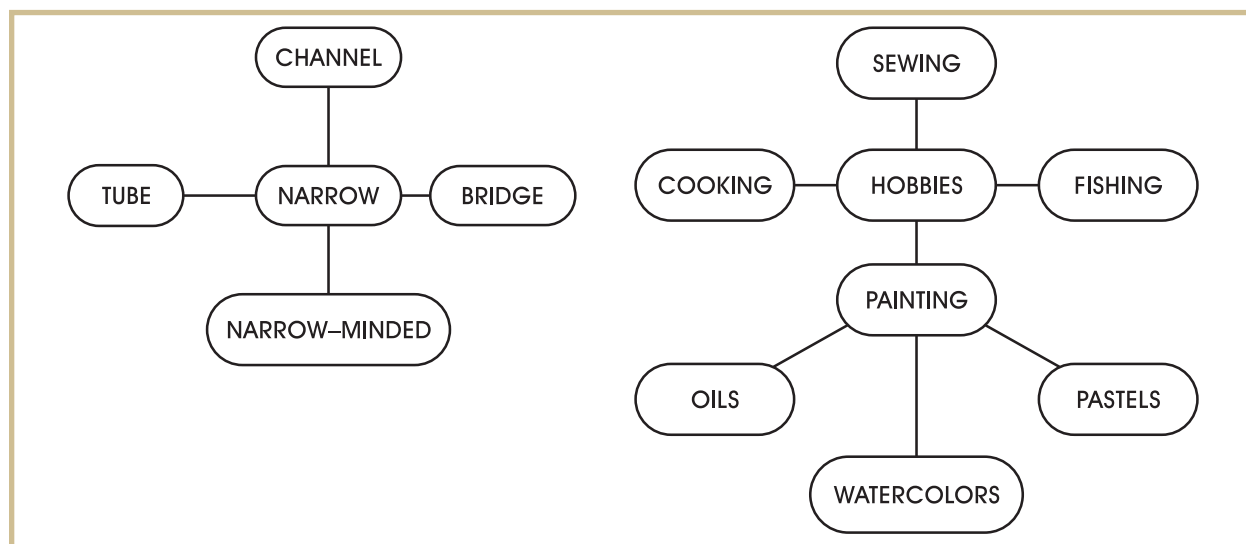 CHANNEL
TUBE
NARROW
BRIDGE
NARROW–MINDED
SEWING
COOKING
HOBBIES
FISHING
PAINTING
OILS
PASTELS
WATERCOLORS